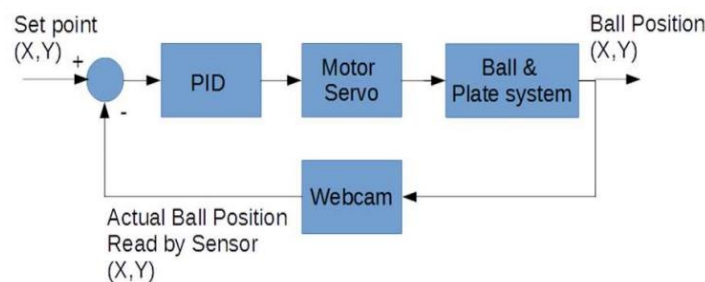 Set point
(X,Y)
+
-
PID
Motor
Servo
Ball &
Plate system
Ball Position
(X,Y)
Webcam
Actual Ball Position
Read by Sensor
(X,Y)